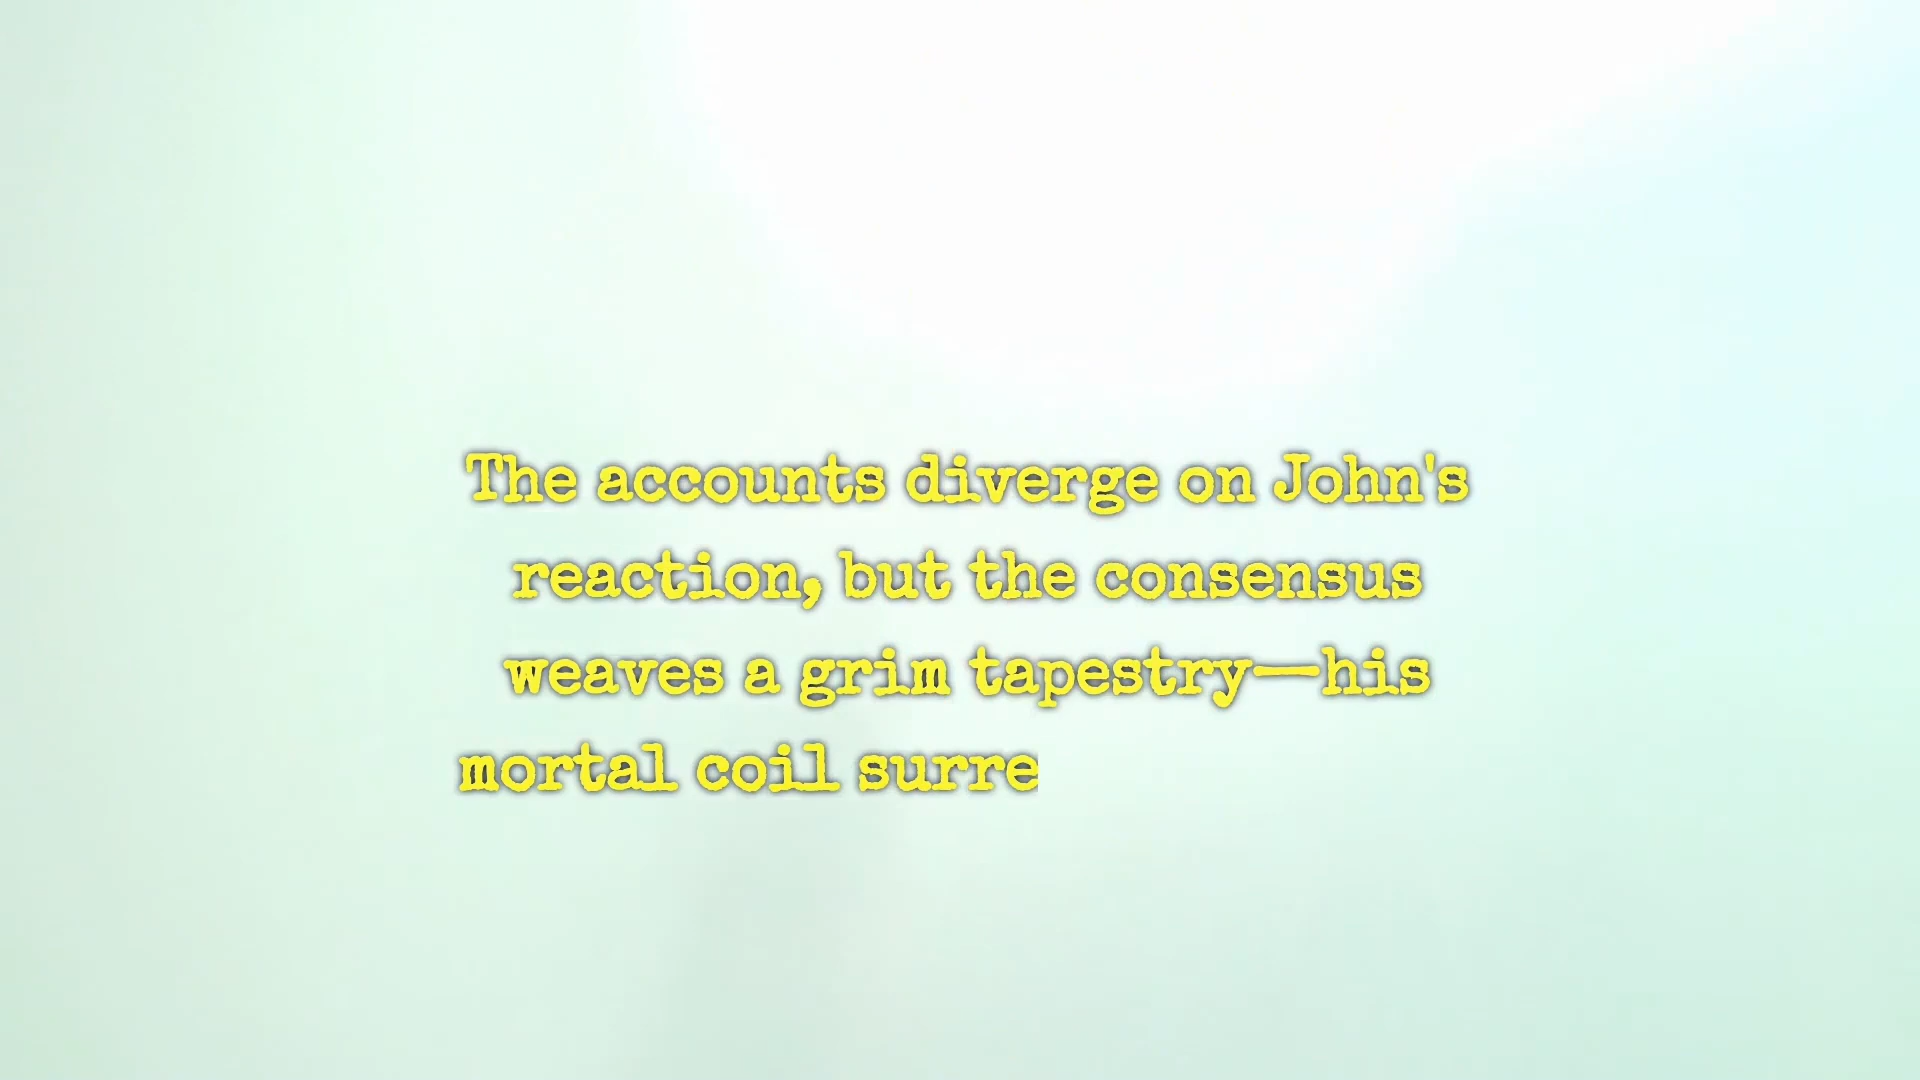 The accounts diverge on John's
reaction, but the consensus
weaves a grim tapestry—his
mortal coil surre